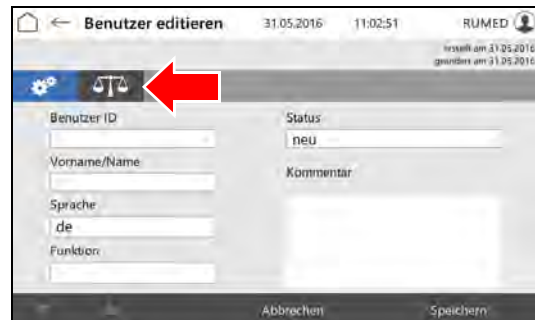 Benutzer editieren
31.05.2016
11:02:51
RUMED
erstellt am 31.05.2016
geändert am 31.05.2016
Benutzer ID
Status
neu
Vorname/Name
Kommentar
Sprache
de
Funktion
Abbrechen
Speichern